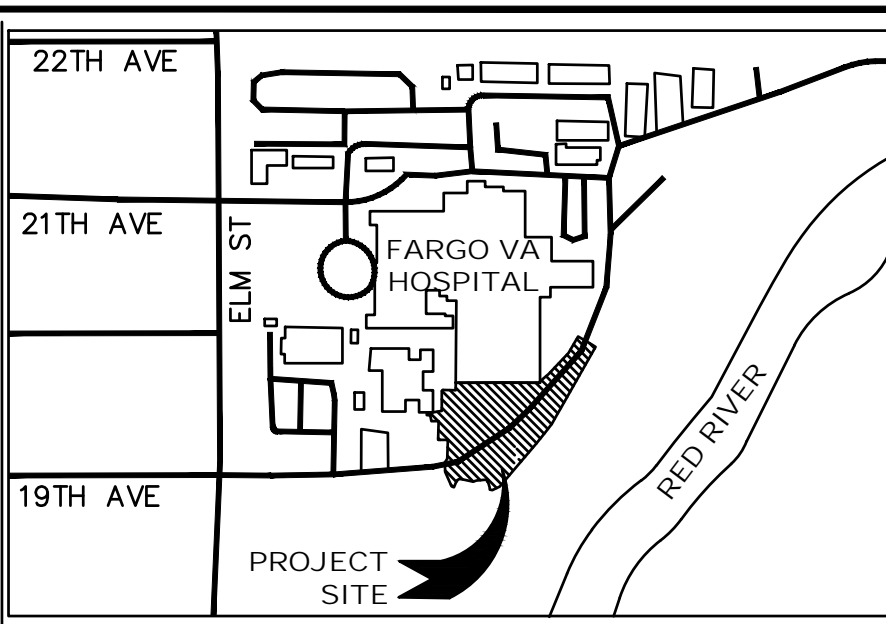 22TH AVE
21TH AVE
ELM ST
FARGO VA
HOSPITAL
RED RIVER
19TH AVE
PROJECT
SITE